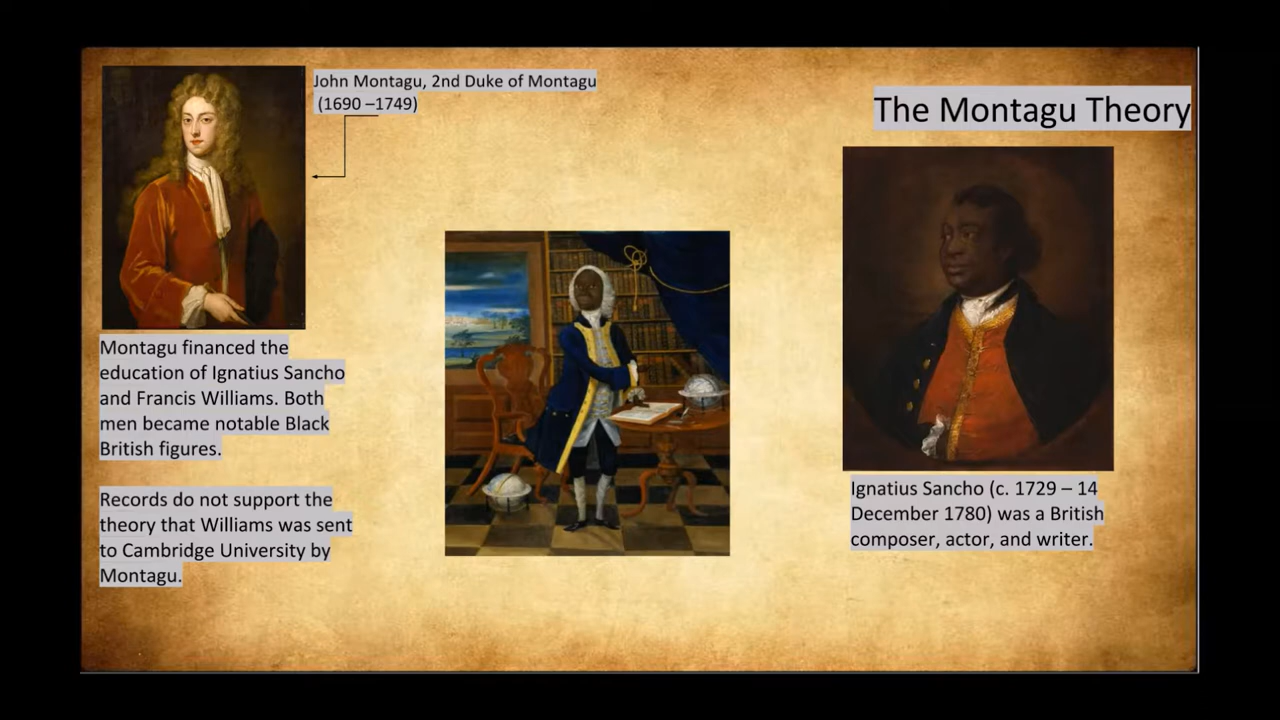 John Montagu, 2nd Duke of Montagu
(1690 –1749)
The Montagu Theory
Montagu financed the
education of Ignatius Sancho
and Francis Williams. Both
men became notable Black
British figures.
Records do not support the
theory that Williams was sent
to Cambridge University by
Montagu.
Ignatius Sancho (c. 1729 – 14
December 1780) was a British
composer, actor, and writer.